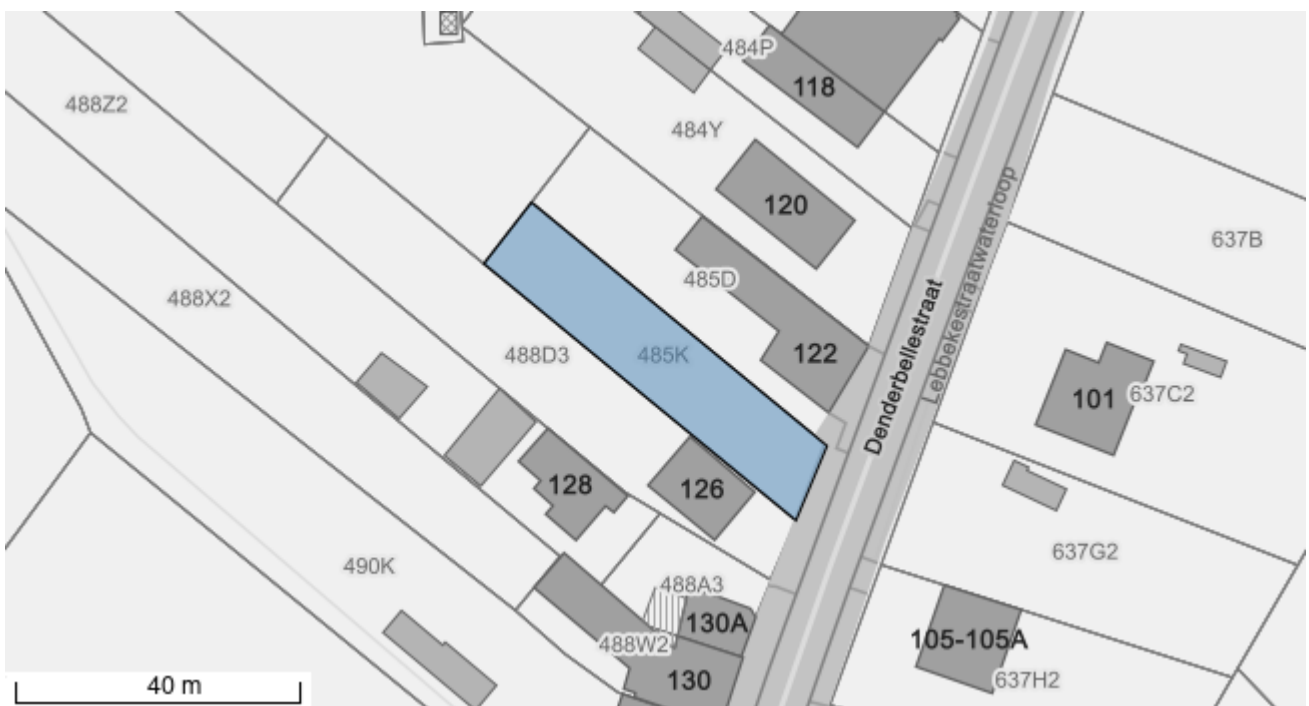 484P
118
488Z2
484Y
120
637B
485D
488X2
Denderbellestraat
Lebbekestraatwaterloop
488D3
485K
122
101
637C2
128
126
637G2
490K
488A3
130A
488W2
105-105A
130
637H2
40 m